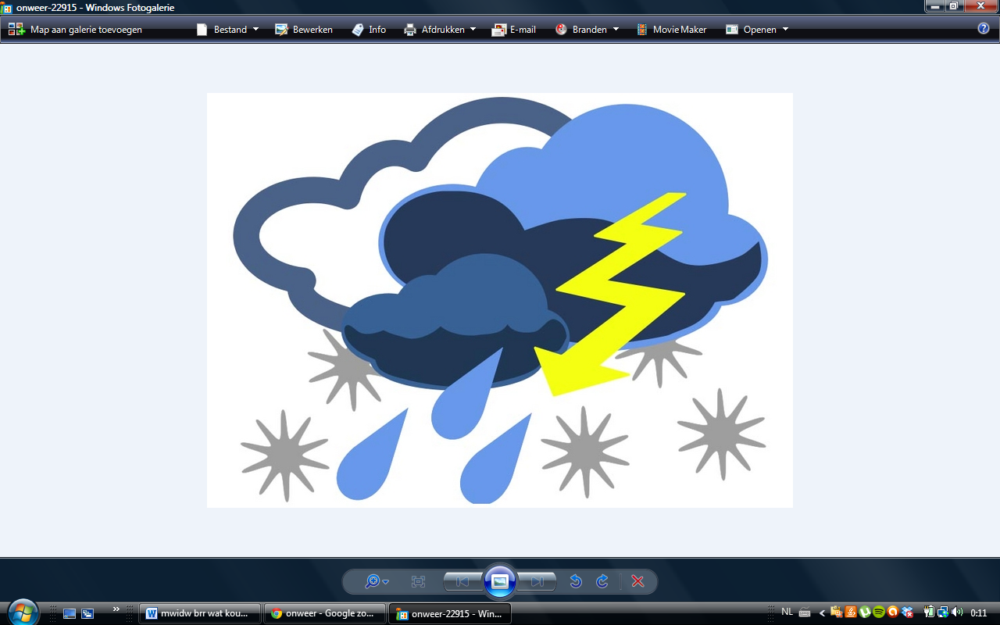 onweer-22915 - Windows Fotogalerie
Map aan galerie toevoegen Bestand Bewerken Info Afdrukken E-mail Branden Movie Maker Openen
mwidw brr wat kou... onweer - Google zo... onweer-22915 - Win... NL 0:11